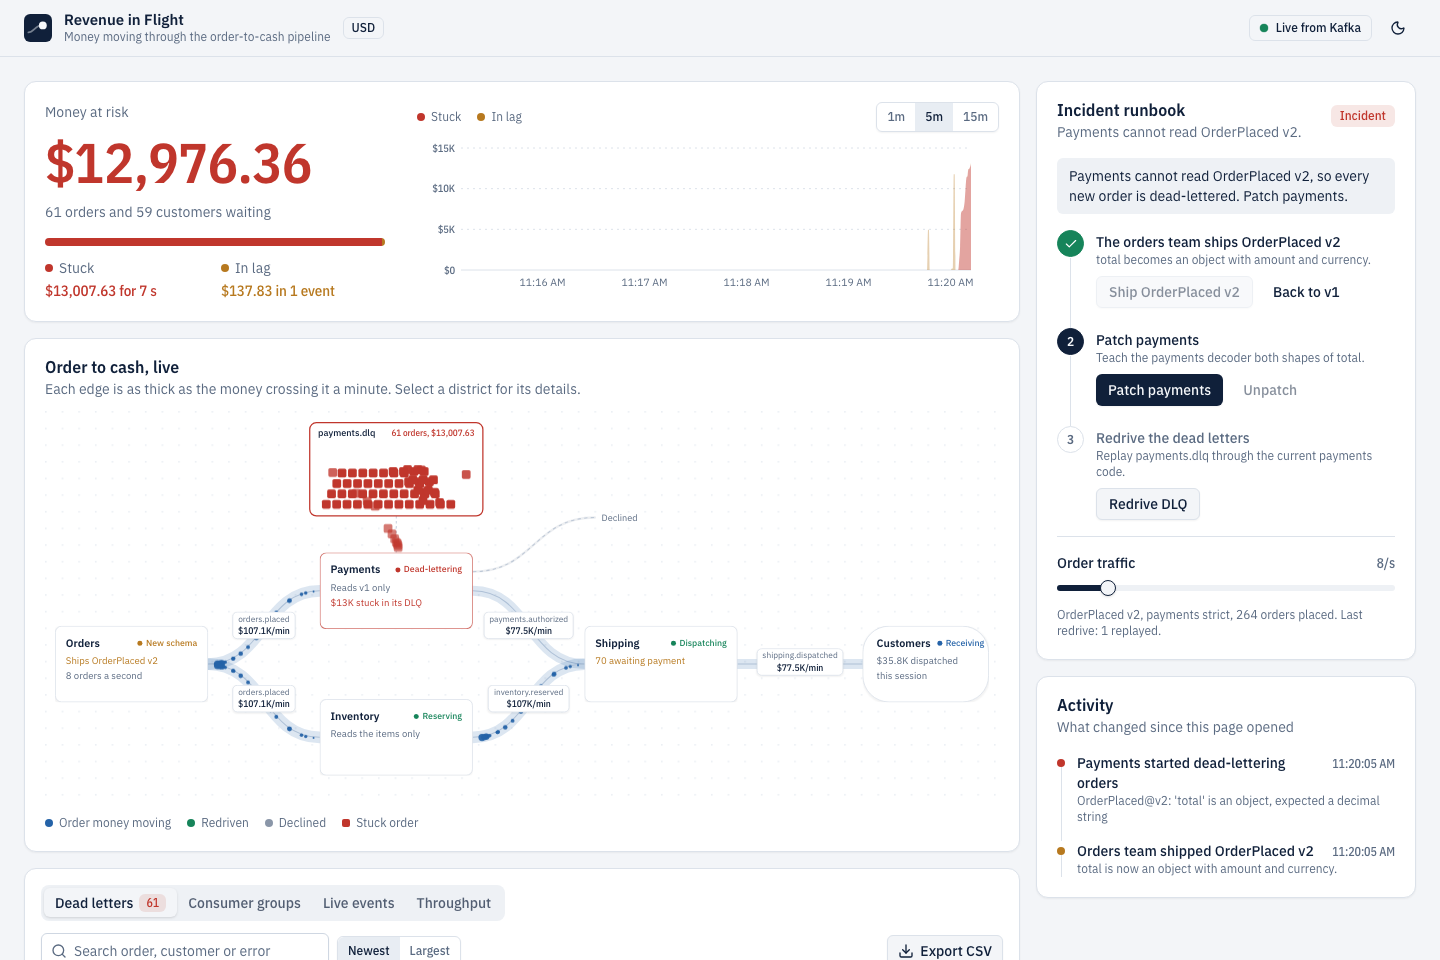 Revenue in Flight
Money moving through the order-to-cash pipeline
USD
Live from Kafka
Money at risk
$12,976.36
61 orders and 59 customers waiting
Stuck
$13,007.63 for 7 s
In lag
$137.83 in 1 event
Stuck
In lag
1m
5m
15m
$15K
$10K
$5K
$0
11:16 AM
11:17 AM
11:18 AM
11:19 AM
11:20 AM
Order to cash, live
Each edge is as thick as the money crossing it a minute. Select a district for its details.
payments.dlq
61 orders, $13,007.63
Declined
Payments
Dead-lettering
Reads v1 only
$13K stuck in its DLQ
orders.placed
$107.1K/min
payments.authorized
$77.5K/min
Orders
New schema
Ships OrderPlaced v2
8 orders a second
Shipping
Dispatching
70 awaiting payment
shipping.dispatched
$77.5K/min
Customers
Receiving
$35.8K dispatched
this session
orders.placed
$107.1K/min
inventory.reserved
$107K/min
Inventory
Reserving
Reads the items only
Order money moving
Redriven
Declined
Stuck order
Dead letters
61
Consumer groups
Live events
Throughput
Search order, customer or error
Newest
Largest
Export CSV
Incident runbook
Incident
Payments cannot read OrderPlaced v2.
Payments cannot read OrderPlaced v2, so every
new order is dead-lettered. Patch payments.
The orders team ships OrderPlaced v2
total becomes an object with amount and currency.
Ship OrderPlaced v2
Back to v1
2
Patch payments
Teach the payments decoder both shapes of total.
Patch payments
Unpatch
3
Redrive the dead letters
Replay payments.dlq through the current payments
code.
Redrive DLQ
Order traffic
8/s
OrderPlaced v2, payments strict, 264 orders placed. Last
redrive: 1 replayed.
Activity
What changed since this page opened
Payments started dead-lettering
orders
11:20:05 AM
OrderPlaced@v2: 'total' is an object, expected a decimal
string
Orders team shipped OrderPlaced v2
11:20:05 AM
total is now an object with amount and currency.